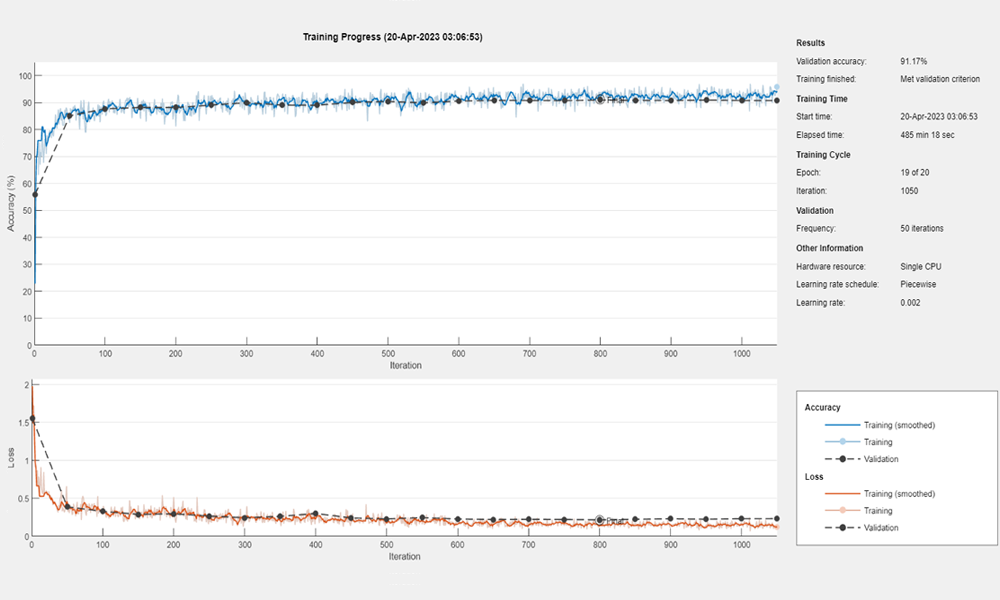 Training Progress (20-Apr-2023 03:06:53)
100
90
80
70
60
50
40
30
20
10
0
Accuracy (%)
0 100 200 300 400 500 600 700 800 900 1000
Iteration
2
1.5
1
0.5
0
Loss
0 100 200 300 400 500 600 700 800 900 1000
Iteration
Results
Validation accuracy: 91.17%
Training finished: Met validation criterion
Training Time
Start time: 20-Apr-2023 03:06:53
Elapsed time: 485 min 18 sec
Training Cycle
Epoch: 19 of 20
Iteration: 1050
Validation
Frequency: 50 iterations
Other Information
Hardware resource: Single CPU
Learning rate schedule: Piecewise
Learning rate: 0.002
Accuracy
Training (smoothed)
Training
Validation
Loss
Training (smoothed)
Training
Validation